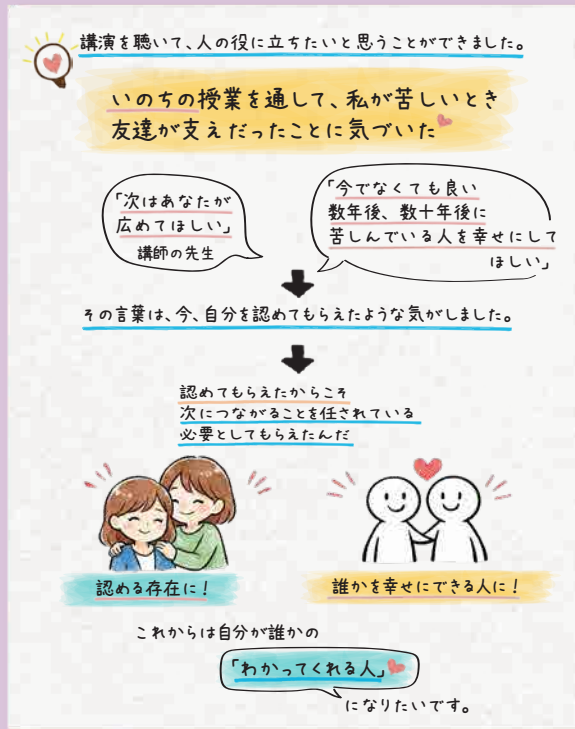 講演を聴いて、人の役に立ちたいと思うことができました。
いのちの授業を通して、私が苦しいとき
友達が支えだったことに気づいた
「次はあなたが
広めてほしい」
講師の先生
「今でなくても良い
数年後、数十年後に
苦しんでいる人を幸せにして
ほしい」
その言葉は、今、自分を認めてもらえたような気がしました。
認めてもらえたからこそ
次につながることを任されている
必要としてもらえたんだ
認める存在に!
誰かを幸せにできる人に!
これからは自分が誰かの
「わかってくれる人」
になりたいです。